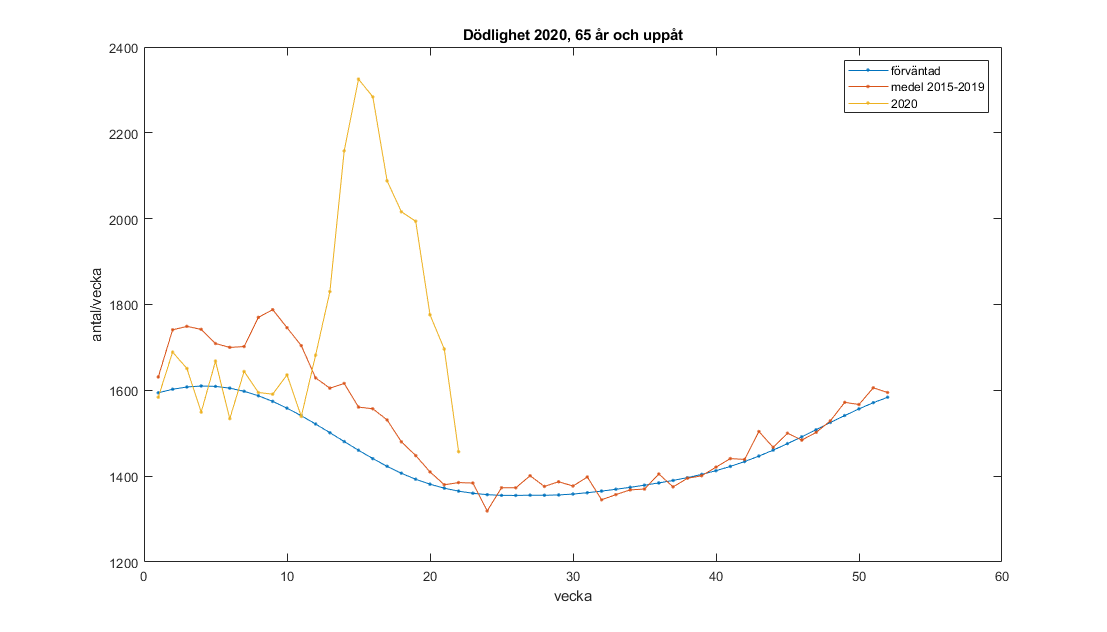 Dödlighet 2020, 65 år och uppåt
2400
2200
2000
1800
1600
1400
1200
antal/vecka
förväntad
medel 2015-2019
2020
0 10 20 30 40 50 60
vecka